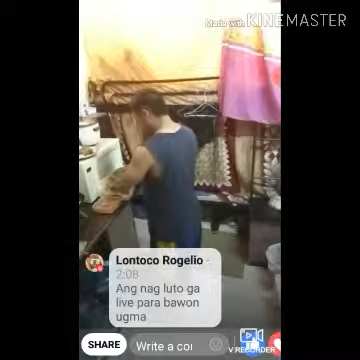 Made with KINEMASTER
Lontoco Rogelio ·
2:08
Ang nag luto ga
live para bawon
ugma
SHARE
Write a co
V RECORDER